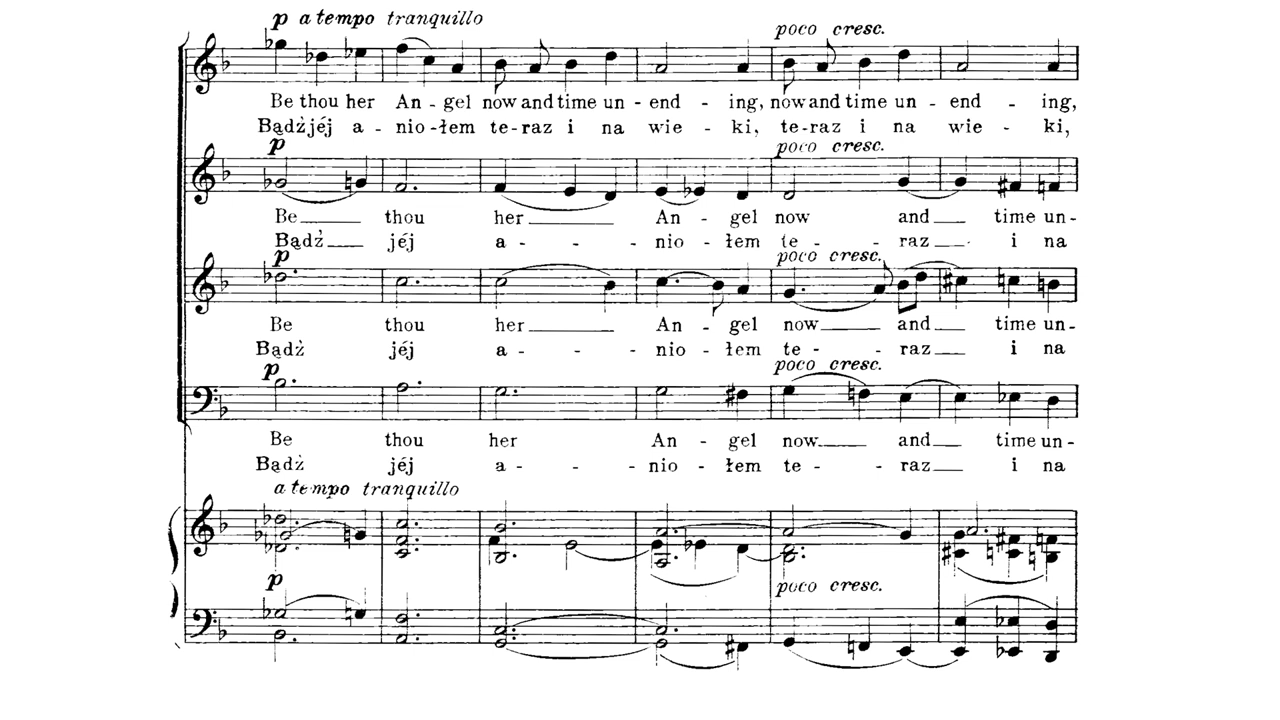 p a tempo tranquillo poco cresc.
Be thou her An - gel now and time un - end - ing, now and time un - end - ing,
Bądź jéj a - nio - łem te - raz i na wie - ki, te - raz i na wie - ki,
p poco cresc.
Be thou her An - gel now and time un -
Bądź jéj a - - - nio - łem te - - raz i na
p poco cresc.
Be thou her An - gel now and time un -
Bądź jéj a - - - nio - łem te - - raz i na
p poco cresc.
Be thou her An - gel now and time un -
Bądź jéj a - - - nio - łem te - - raz i na
a tempo tranquillo
p poco cresc.